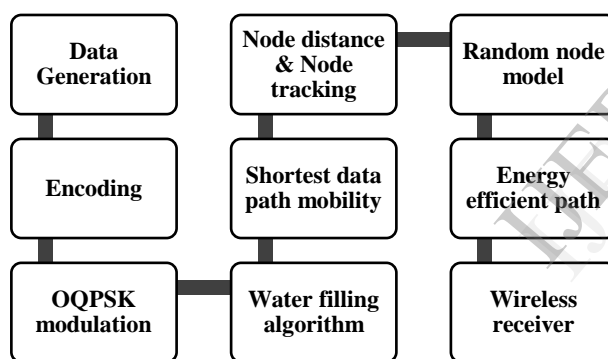 Data
Generation
Encoding
OQPSK
modulation
Water filling
algorithm
Shortest data
path mobility
Node distance
& Node
tracking
Random node
model
Energy
efficient path
Wireless
receiver